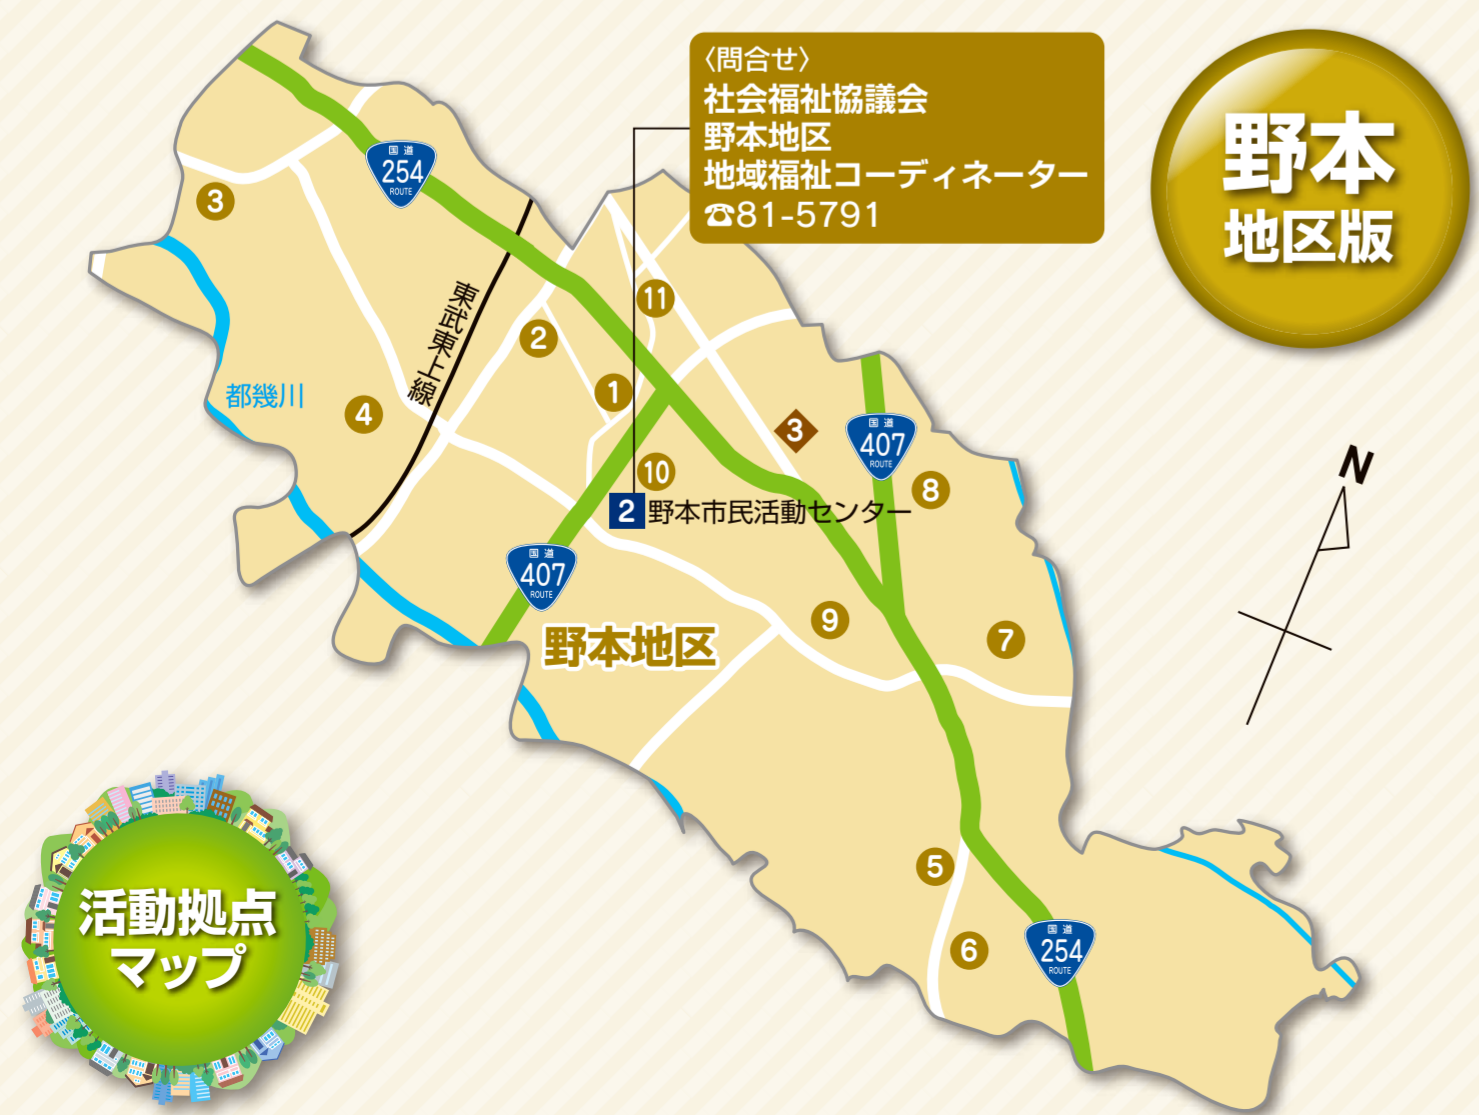 〈問合せ〉
社会福祉協議会
野本地区
地域福祉コーディネーター
☎81-5791
野本
地区版
国道
254
ROUTE
3
東武東上線
11
2
都幾川
1
4
3
国道
407
ROUTE
10
8
2 野本市民活動センター
N
国道
407
ROUTE
9
7
野本地区
5
6
国道
254
ROUTE
活動拠点
マップ